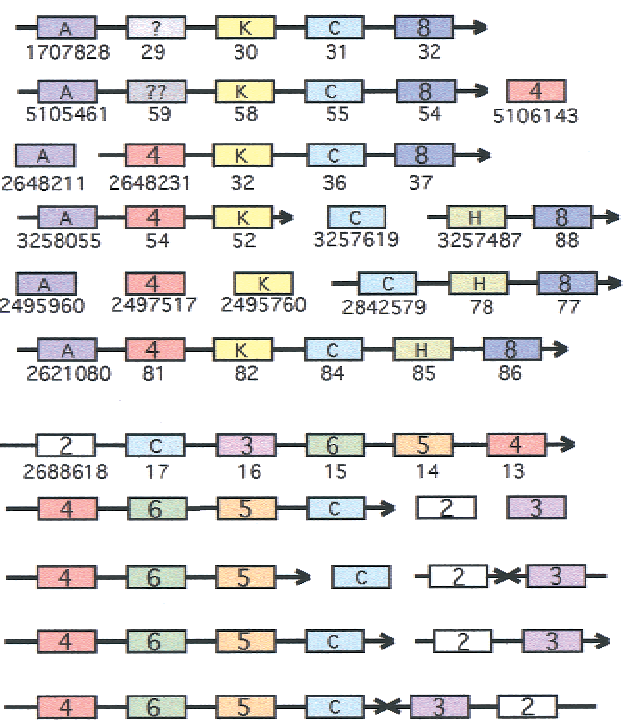 A ? K C 8
1707828 29 30 31 32
A ?? K C 8 4
5105461 59 58 55 54 5106143
A 4 K C 8
2648211 2648231 32 36 37
A 4 K C H 8
3258055 54 52 3257619 3257487 88
A 4 K C H 8
2495960 2497517 2495760 2842579 78 77
A 4 K C H 8
2621080 81 82 84 85 86
2 C 3 6 5 4
2688618 17 16 15 14 13
4 6 5 C 2 3
4 6 5 C 2 3
4 6 5 C 2 3
4 6 5 C 3 2